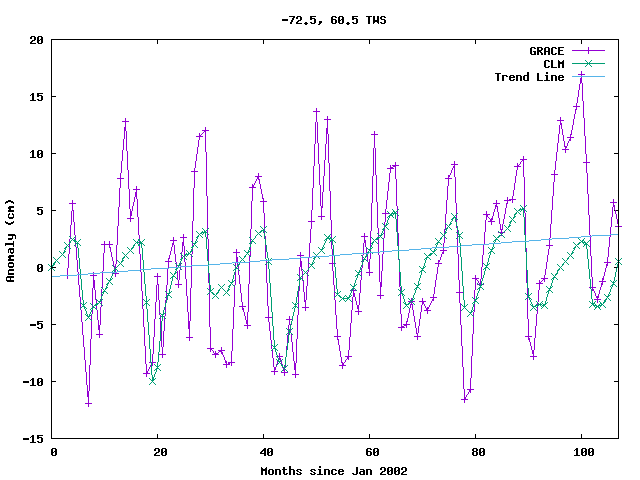 -72.5, 60.5 TWS
GRACE
CLM
Trend Line
20
15
10
5
0
-5
-10
-15
Anomaly (cm)
0 20 40 60 80 100
Months since Jan 2002